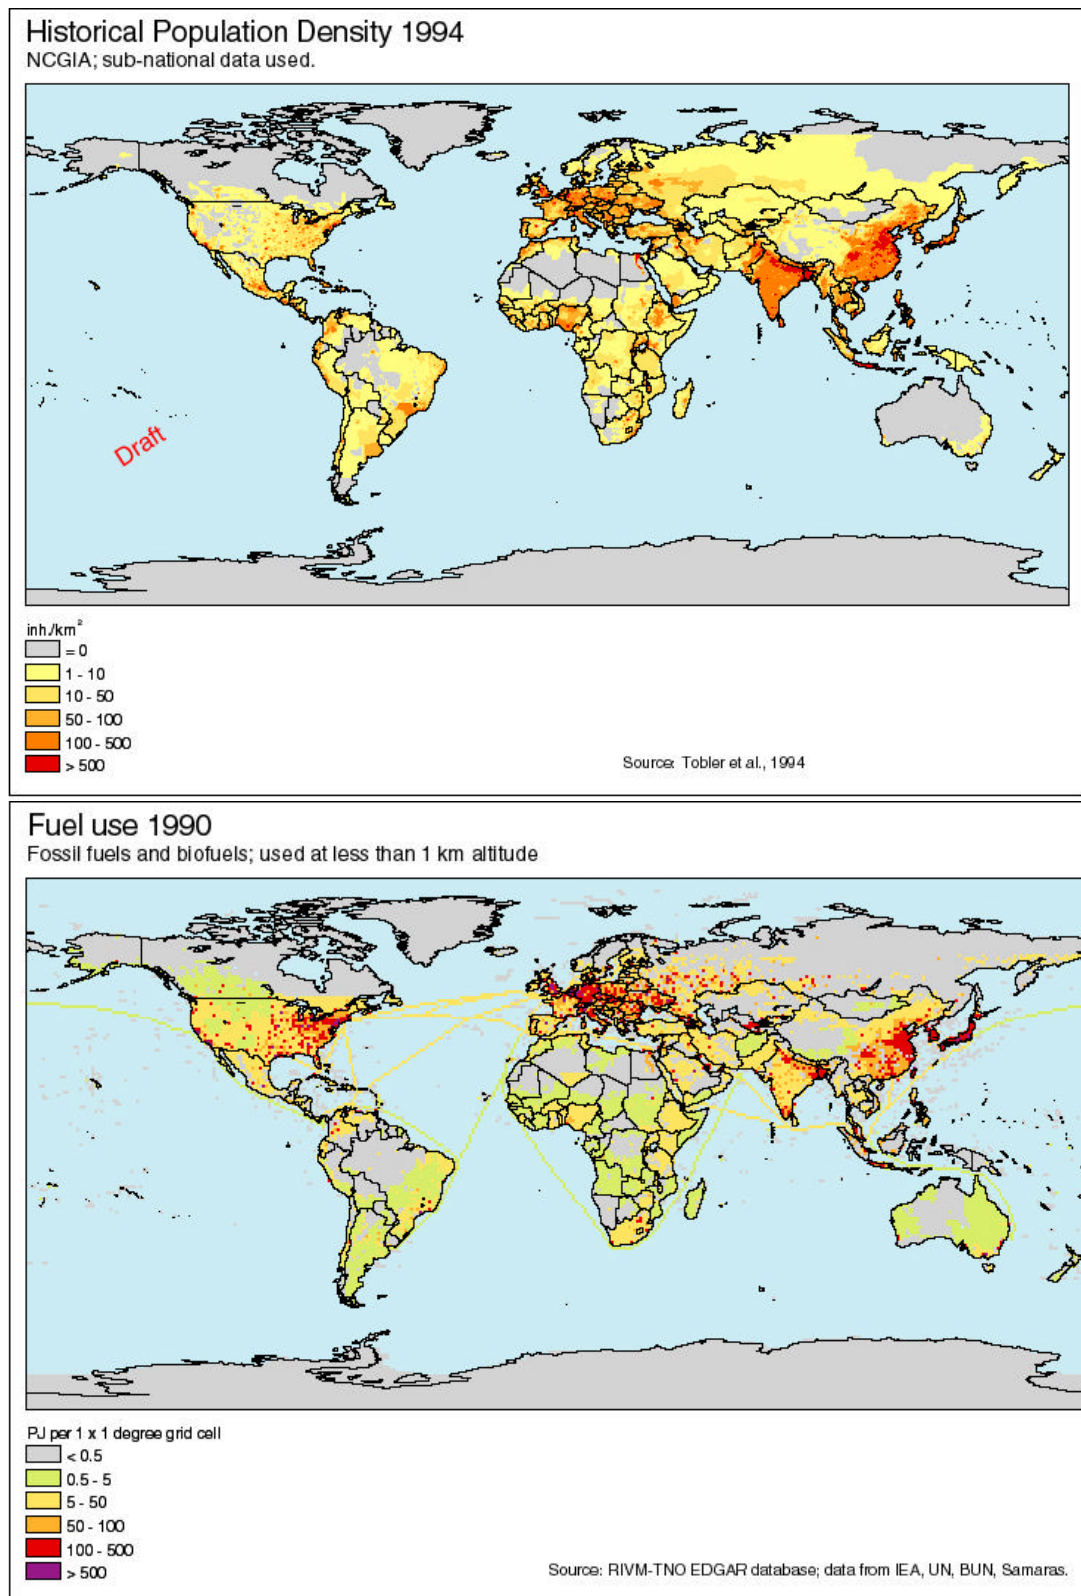 Historical Population Density 1994
NCGIA; sub-national data used.
Draft
inh./km²
= 0
1 - 10
10 - 50
50 - 100
100 - 500
> 500
Source: Tobler et al., 1994
Fuel use 1990
Fossil fuels and biofuels; used at less than 1 km altitude
PJ per 1 x 1 degree grid cell
< 0.5
0.5 - 5
5 - 50
50 - 100
100 - 500
> 500
Source: RIVM-TNO EDGAR database; data from IEA, UN, BUN, Samaras.